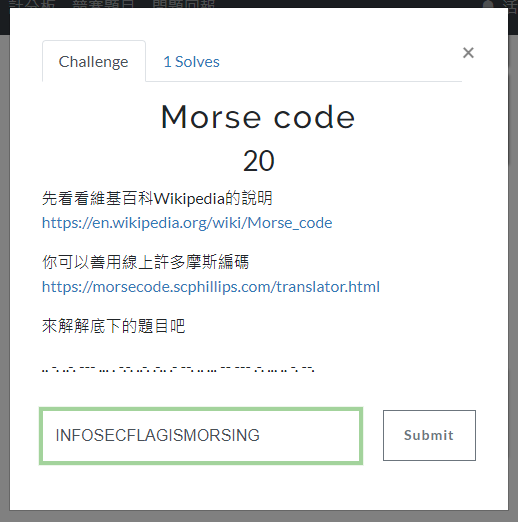 Challenge
1 Solves
×
Morse code
20
先看看維基百科Wikipedia的說明
https://en.wikipedia.org/wiki/Morse_code
你可以善用線上許多摩斯編碼
https://morsecode.scphillips.com/translator.html
來解解底下的題目吧
.. -. ..-. --- ... . -.-. ..-. .-.. .- --. .. ... -- --- .-. ... .. -. --.
INFOSECFLAGISMORSING
Submit